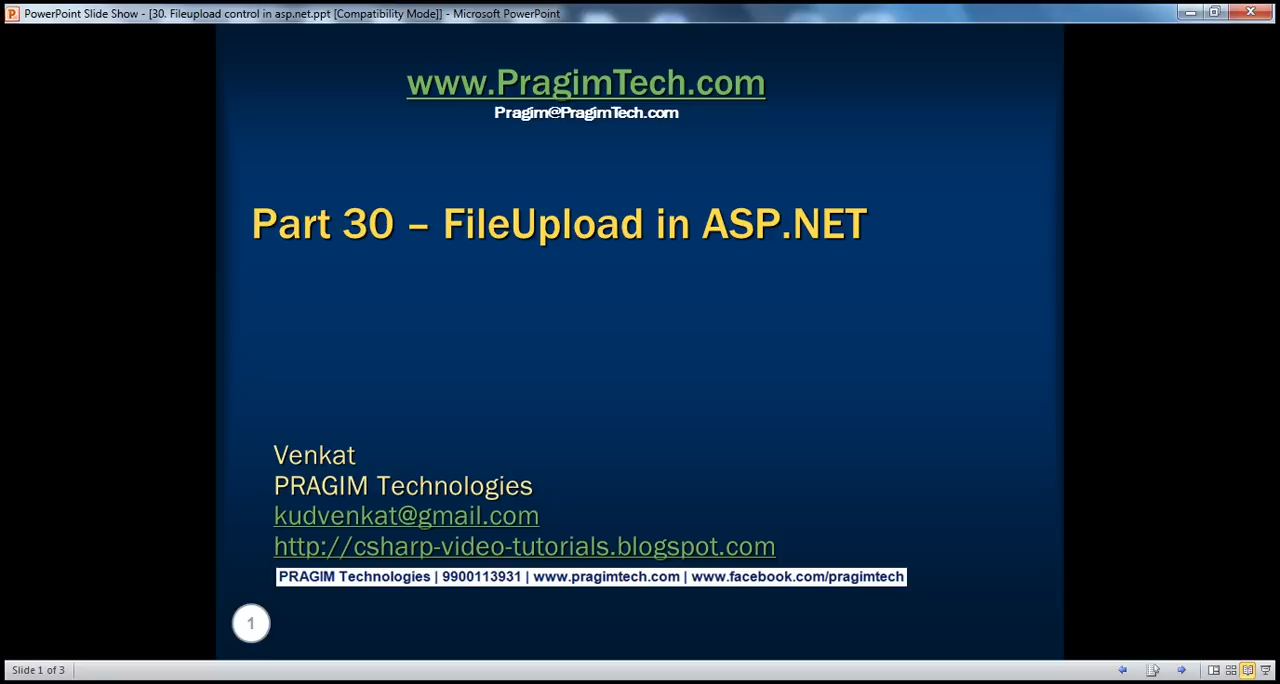 PowerPoint Slide Show - [30. Fileupload control in asp.net.ppt [Compatibility Mode]] - Microsoft PowerPoint
www.PragimTech.com
Pragim@PragimTech.com
Part 30 – FileUpload in ASP.NET
Venkat
PRAGIM Technologies
kudvenkat@gmail.com
http://csharp-video-tutorials.blogspot.com
PRAGIM Technologies | 9900113931 | www.pragimtech.com | www.facebook.com/pragimtech
1
Slide 1 of 3